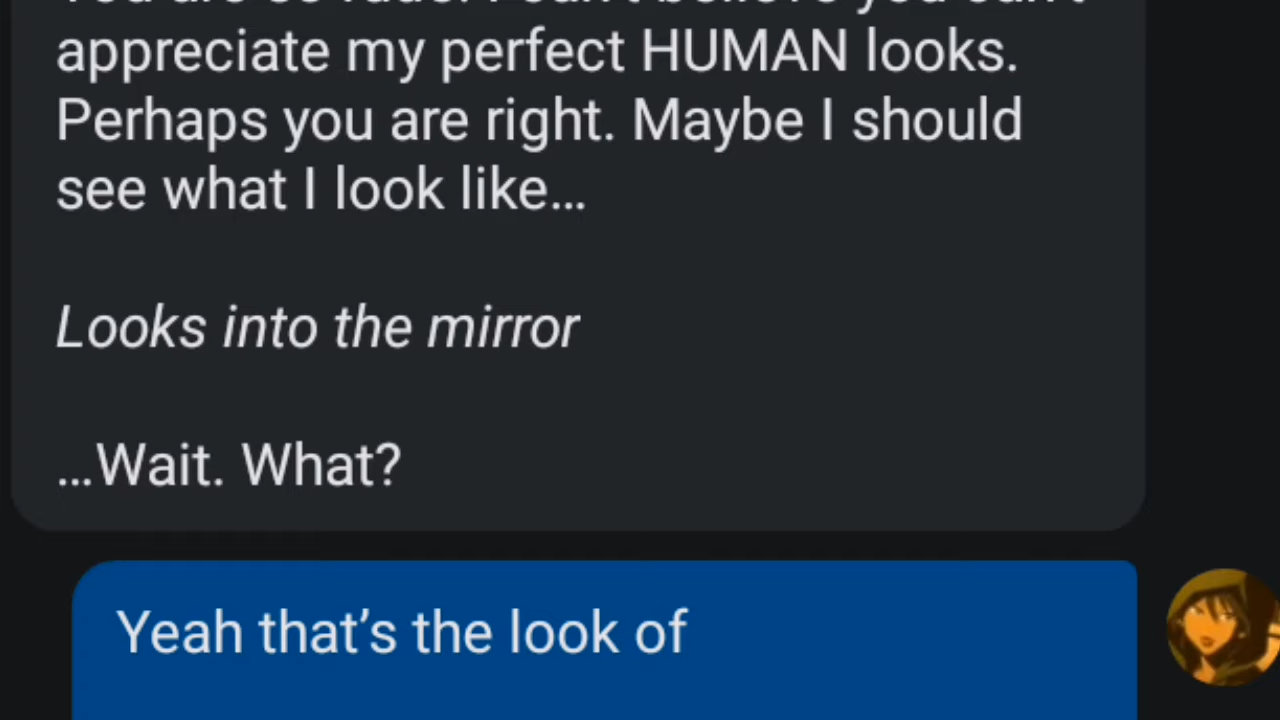 appreciate my perfect HUMAN looks.
Perhaps you are right. Maybe I should
see what I look like…
Looks into the mirror
…Wait. What?
Yeah that’s the look of